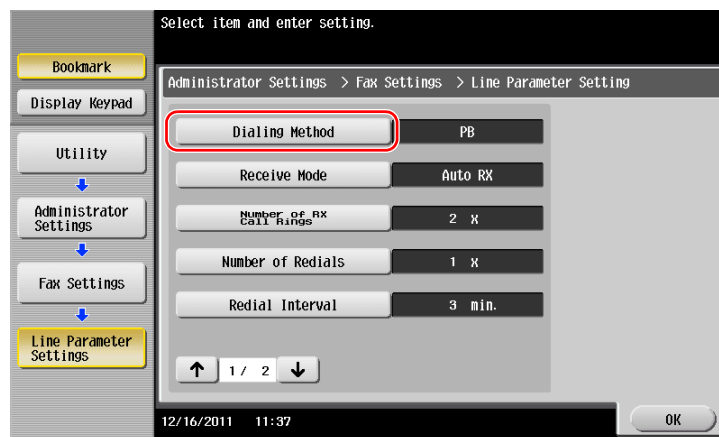 Select item and enter setting.
Bookmark
Display Keypad
Utility
Administrator
Settings
Fax Settings
Line Parameter
Settings
Administrator Settings > Fax Settings > Line Parameter Setting
Dialing Method PB
Receive Mode Auto RX
Number of RX
Call Rings 2 X
Number of Redials 1 X
Redial Interval 3 min.
↑ 1/ 2 ↓
12/16/2011 11:37
OK